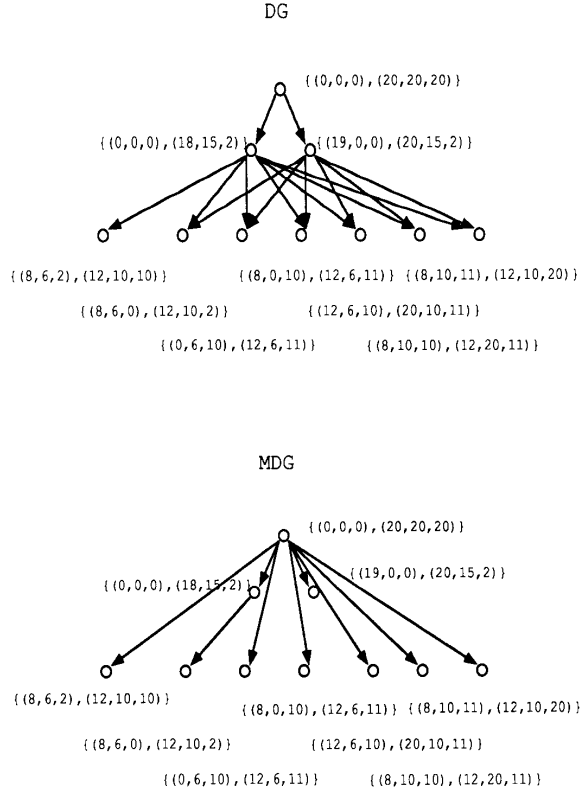 DG
{(0,0,0),(20,20,20)}
{(0,0,0),(18,15,2)} {(19,0,0),(20,15,2)}
{(8,6,2),(12,10,10)} {(8,0,10),(12,6,11)} {(8,10,11),(12,10,20)}
{(8,6,0),(12,10,2)} {(12,6,10),(20,10,11)}
{(0,6,10),(12,6,11)} {(8,10,10),(12,20,11)}
MDG
{(0,0,0),(20,20,20)}
{(19,0,0),(20,15,2)}
{(0,0,0),(18,15,2)}
{(8,6,2),(12,10,10)} {(8,0,10),(12,6,11)} {(8,10,11),(12,10,20)}
{(8,6,0),(12,10,2)} {(12,6,10),(20,10,11)}
{(0,6,10),(12,6,11)} {(8,10,10),(12,20,11)}